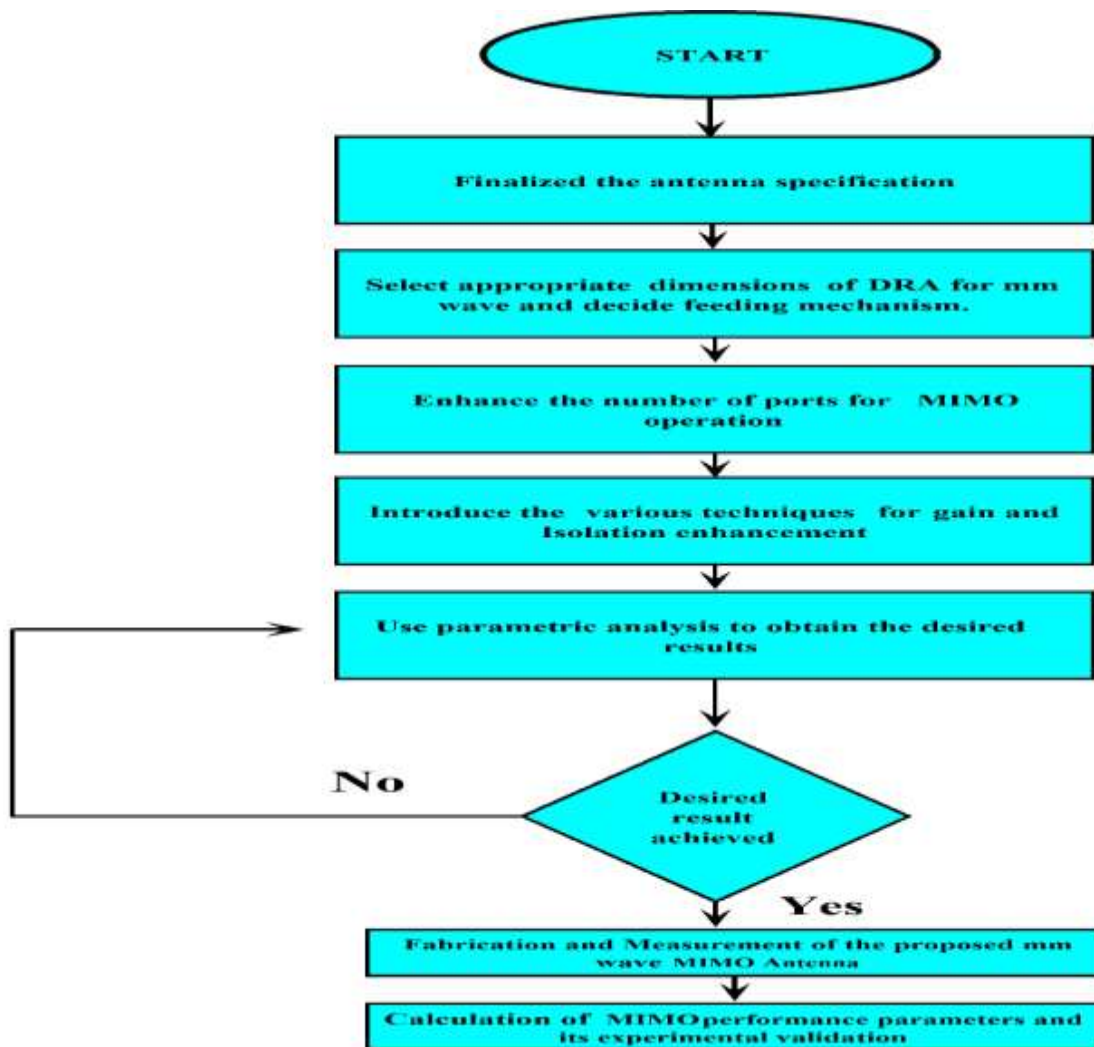 START
Finalized the antenna specification
Select appropriate dimensions of DRA for mm
wave and decide feeding mechanism.
Enhance the number of ports for MIMO
operation
Introduce the various techniques for gain and
Isolation enhancement
Use parametric analysis to obtain the desired
results
No
Desired
result
achieved
Yes
Fabrication and Measurement of the proposed mm
wave MIMO Antenna
Calculation of MIMO performance parameters and
its experimental validation